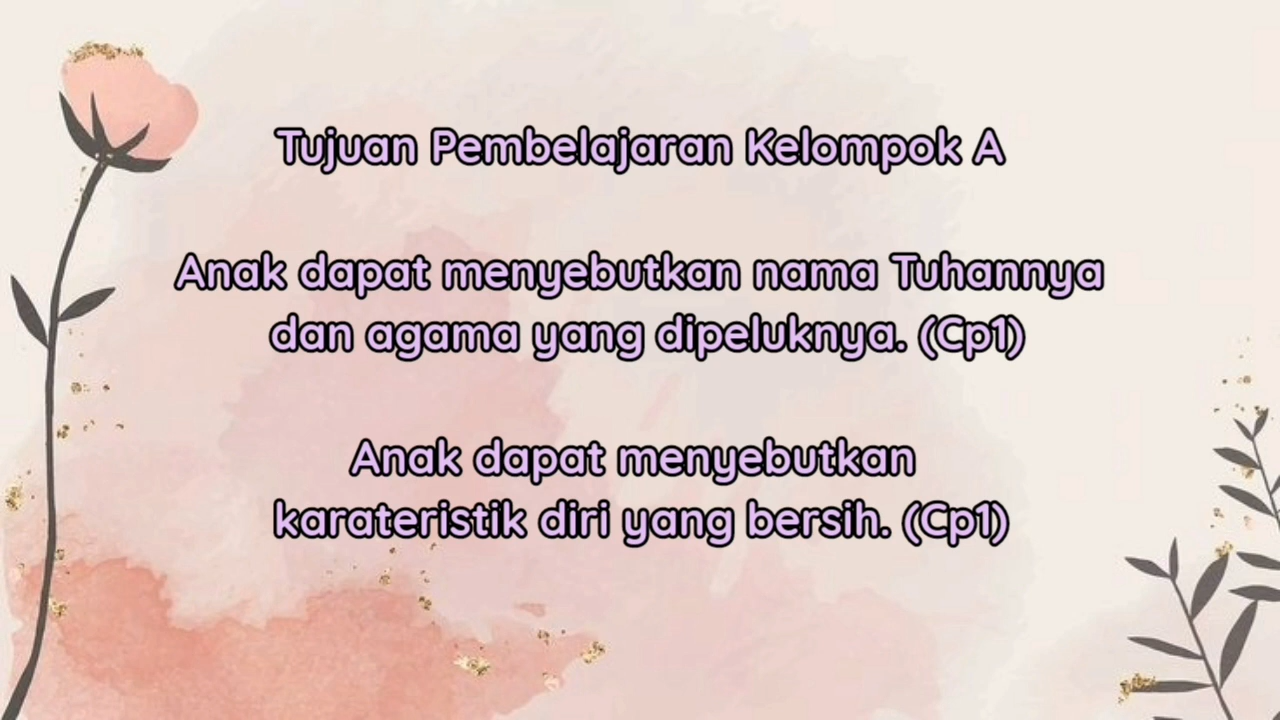 Tujuan Pembelajaran Kelompok A
Anak dapat menyebutkan nama Tuhannya
dan agama yang dipeluknya. (Cp1)
Anak dapat menyebutkan
karateristik diri yang bersih. (Cp1)